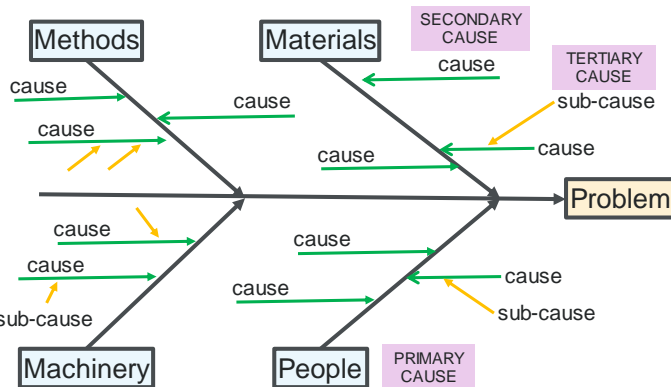 SECONDARY
CAUSE
Methods
Materials
TERTIARY
CAUSE
cause
cause
cause
sub-cause
cause
cause
cause
Problem
cause
cause
cause
cause
cause
sub-cause
sub-cause
Machinery
People
PRIMARY
CAUSE